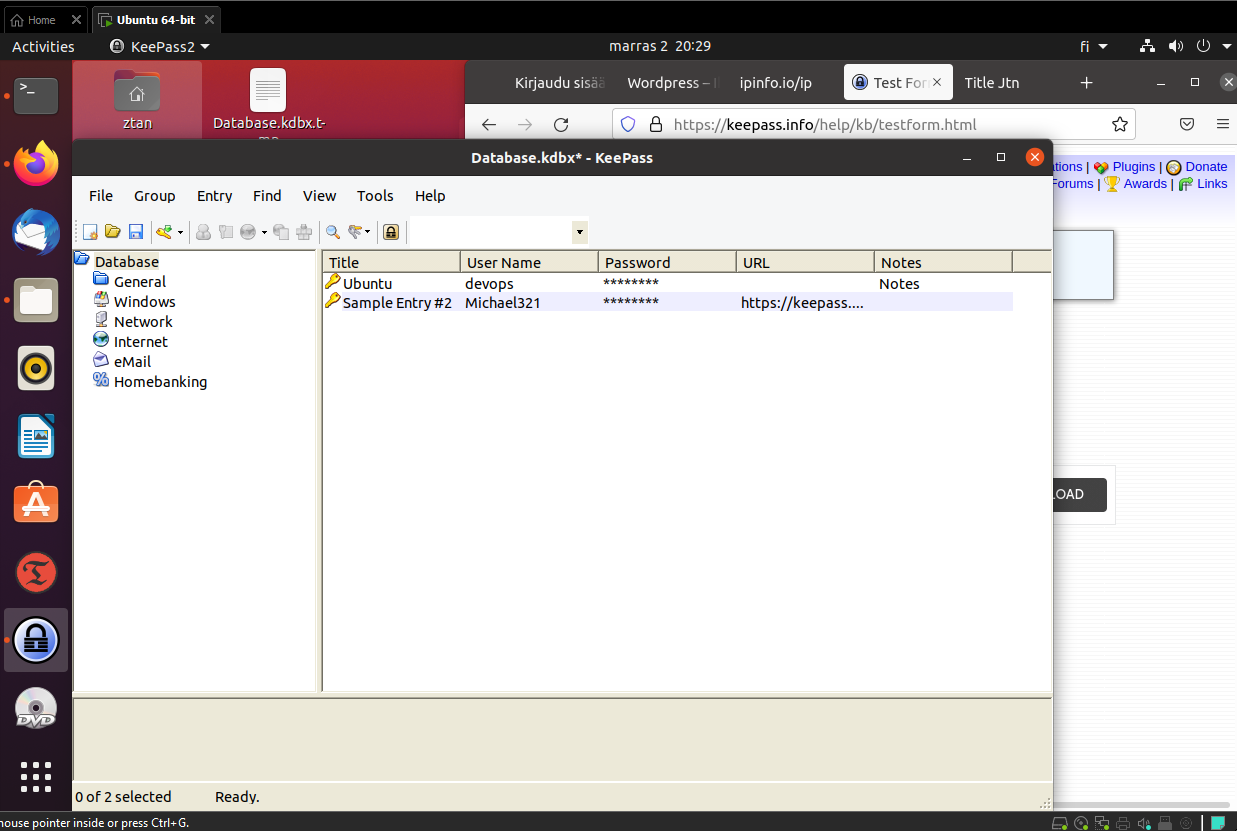 Home
Ubuntu 64-bit
Activities
KeePass2
marras 2 20:29
fi
ztan
Database.kdbx.t-
Kirjaudu sisää
Wordpress – I
ipinfo.io/ip
Test For
Title Jtn
https://keepass.info/help/kb/testform.html
Database.kdbx* - KeePass
ations | Plugins | Donate
Forums | Awards | Links
File Group Entry Find View Tools Help
Database
General
Windows
Network
Internet
eMail
Homebanking
Title User Name Password URL Notes
Ubuntu devops ******** Notes
Sample Entry #2 Michael321 ******** https://keepass....
LOAD
DVD
0 of 2 selected Ready.
mouse pointer inside or press Ctrl+G.